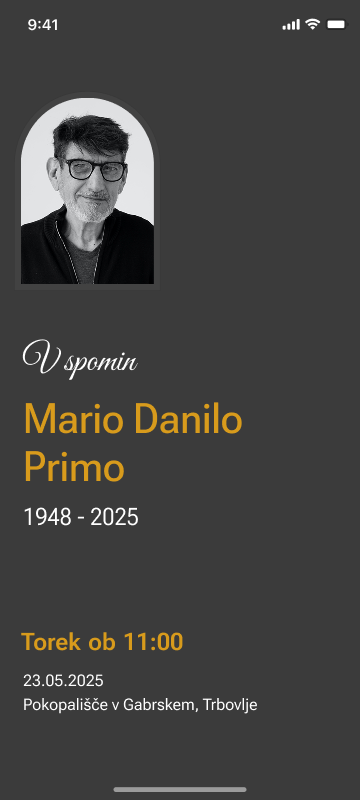 9:41
V spomin
Mario Danilo
Primo
1948 - 2025
Torek ob 11:00
23.05.2025
Pokopališče v Gabrskem, Trbovlje